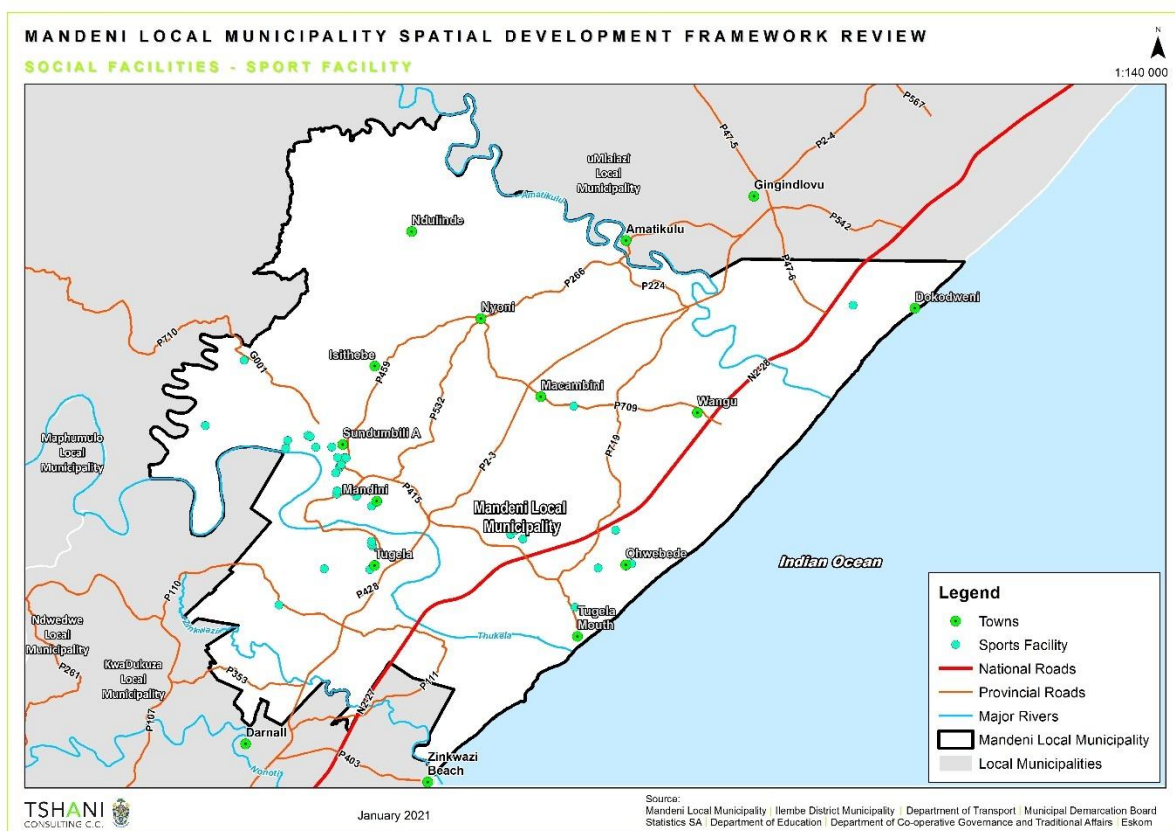 MANDENI LOCAL MUNICIPALITY SPATIAL DEVELOPMENT FRAMEWORK REVIEW
SOCIAL FACILITIES - SPORT FACILITY
N
1:140 000
P567
P47-5
P2-4
uMlalazi
Local
Municipality
Gingindlovu
Amatikulu
Ndulinde
Amatikulu
P542
P266
P224
P47-6
Nyoni
Dokodweni
P710
G001
Isithebe
P459
P532
Macambini
N2-28
P709
Wangu
Maphumulo
Local
Municipality
Sundumbili A
P719
P2-3
Mandini
P415
Mandeni Local
Municipality
Tugela
Ohwebede
Indian Ocean
P110
P428
Ndwedwe
Local
Municipality
Zinkwazi
Tugela
Mouth
Thukela
P261
KwaDukuza
Local
Municipality
P353
P111
N2-27
P107
Darnall
Nonoti
P403
Zinkwazi
Beach
Legend
Towns
Sports Facility
National Roads
Provincial Roads
Major Rivers
Mandeni Local Municipality
Local Municipalities
TSHANI
CONSULTING C.C.
January 2021
Source:
Mandeni Local Municipality | Ilembe District Municipality | Department of Transport | Municipal Demarcation Board
Statistics SA | Department of Education | Department of Co-operative Governance and Traditional Affairs | Eskom